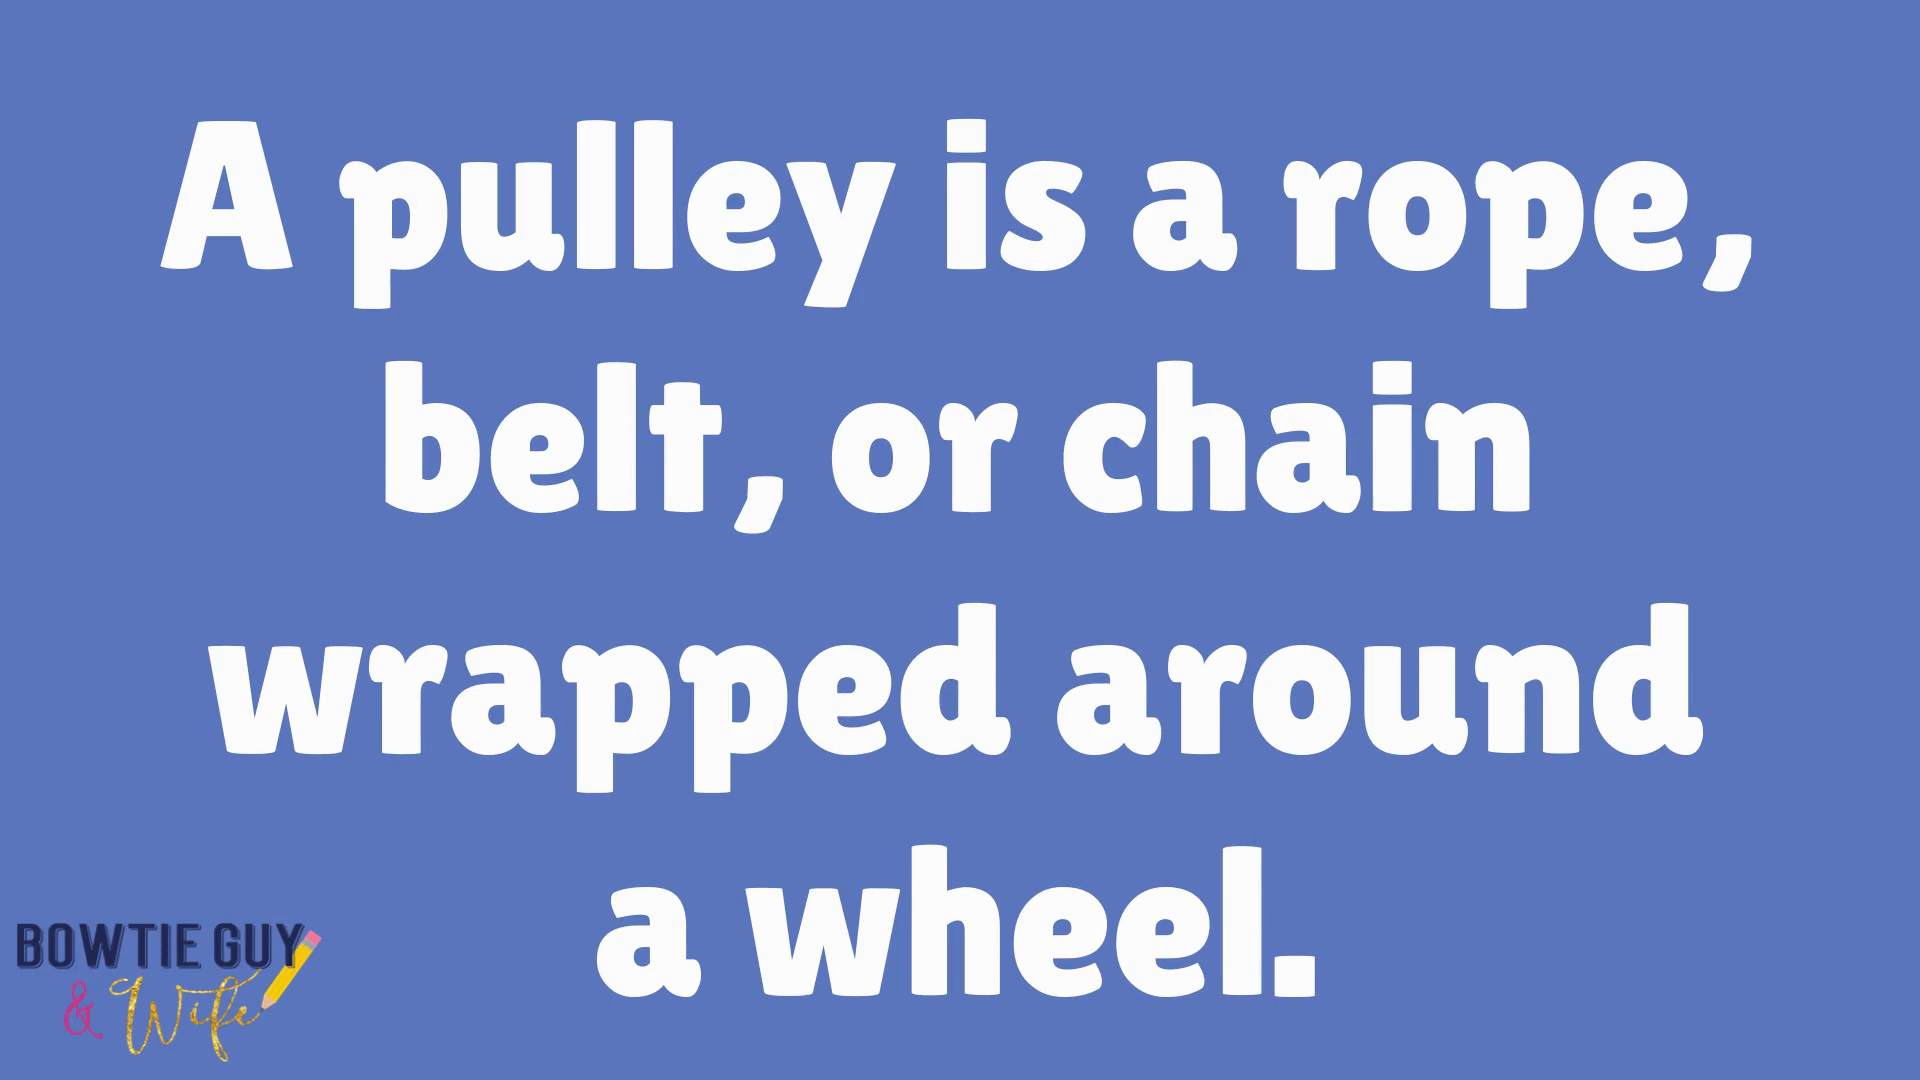 A pulley is a rope,
belt, or chain
wrapped around
a wheel.
BOWTIE GUY
& Wife